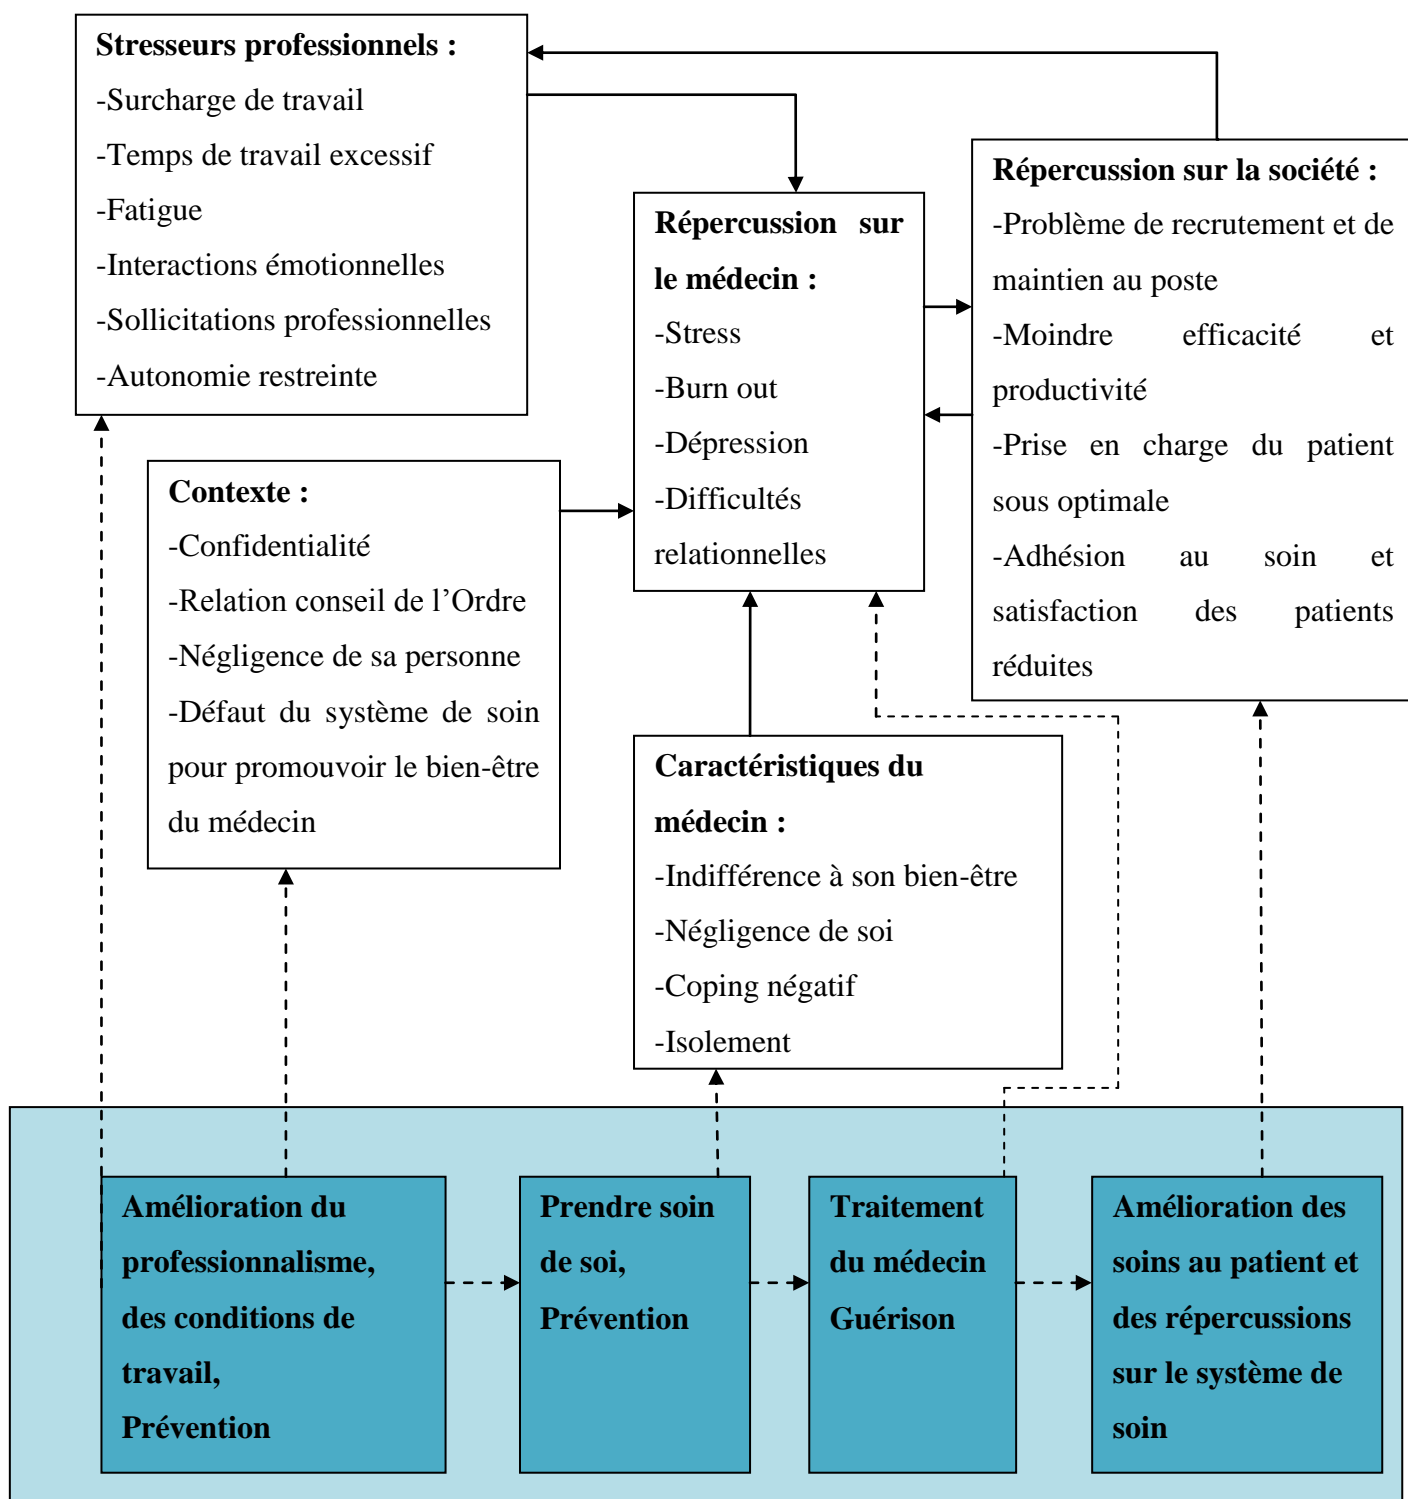 Stresseurs professionnels :
-Surcharge de travail
-Temps de travail excessif
-Fatigue
-Interactions émotionnelles
-Sollicitations professionnelles
-Autonomie restreinte
Répercussion sur
le médecin :
-Stress
-Burn out
-Dépression
-Difficultés
relationnelles
Répercussion sur la société :
-Problème de recrutement et de
maintien au poste
-Moindre efficacité et
productivité
-Prise en charge du patient
sous optimale
-Adhésion au soin et
satisfaction des patients
réduites
Contexte :
-Confidentialité
-Relation conseil de l’Ordre
-Négligence de sa personne
-Défaut du système de soin
pour promouvoir le bien-être
du médecin
Caractéristiques du
médecin :
-Indifférence à son bien-être
-Négligence de soi
-Coping négatif
-Isolement
Amélioration du
professionnalisme,
des conditions de
travail,
Prévention
Prendre soin
de soi,
Prévention
Traitement
du médecin
Guérison
Amélioration des
soins au patient et
des répercussions
sur le système de
soin